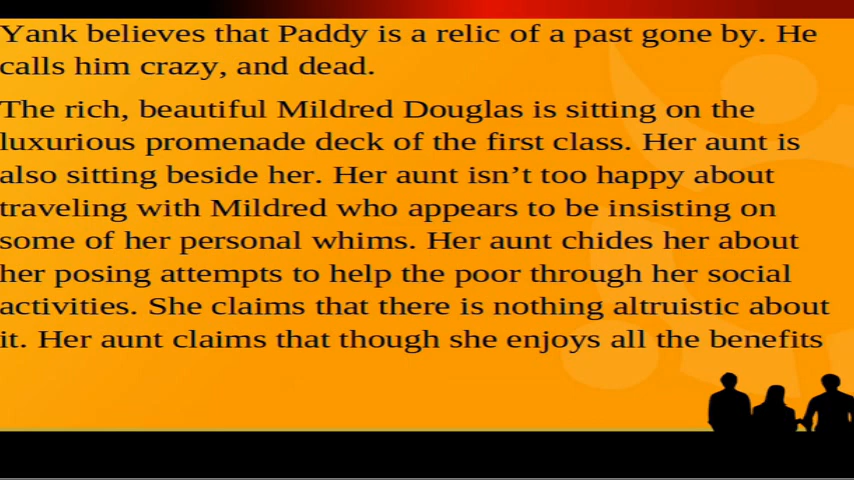 Yank believes that Paddy is a relic of a past gone by. He
calls him crazy, and dead.
The rich, beautiful Mildred Douglas is sitting on the
luxurious promenade deck of the first class. Her aunt is
also sitting beside her. Her aunt isn’t too happy about
traveling with Mildred who appears to be insisting on
some of her personal whims. Her aunt chides her about
her posing attempts to help the poor through her social
activities. She claims that there is nothing altruistic about
it. Her aunt claims that though she enjoys all the benefits